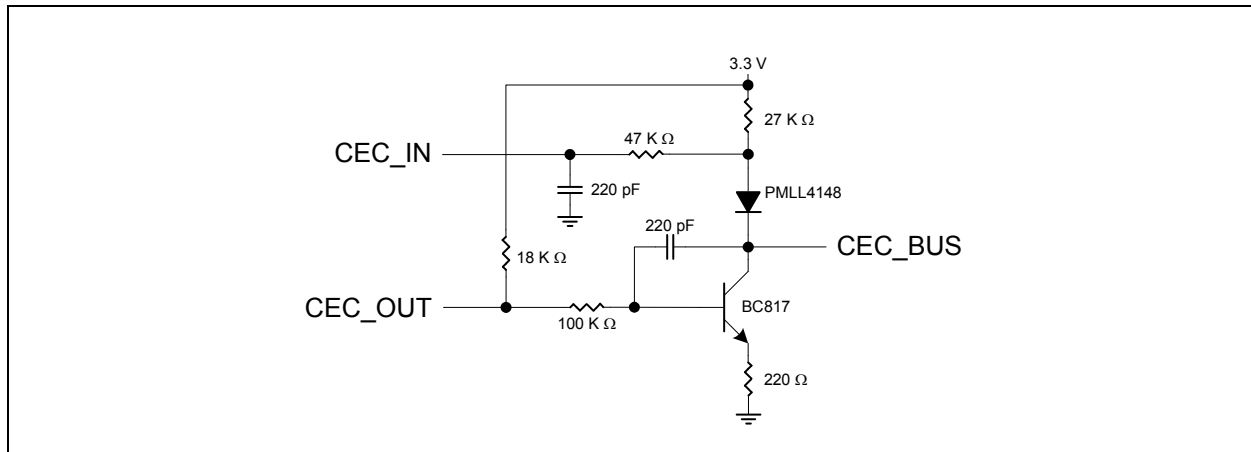 3.3 V
27 K Ω
47 K Ω
CEC_IN
220 pF
PMLL4148
220 pF
CEC_BUS
18 K Ω
CEC_OUT
100 K Ω
BC817
220 Ω